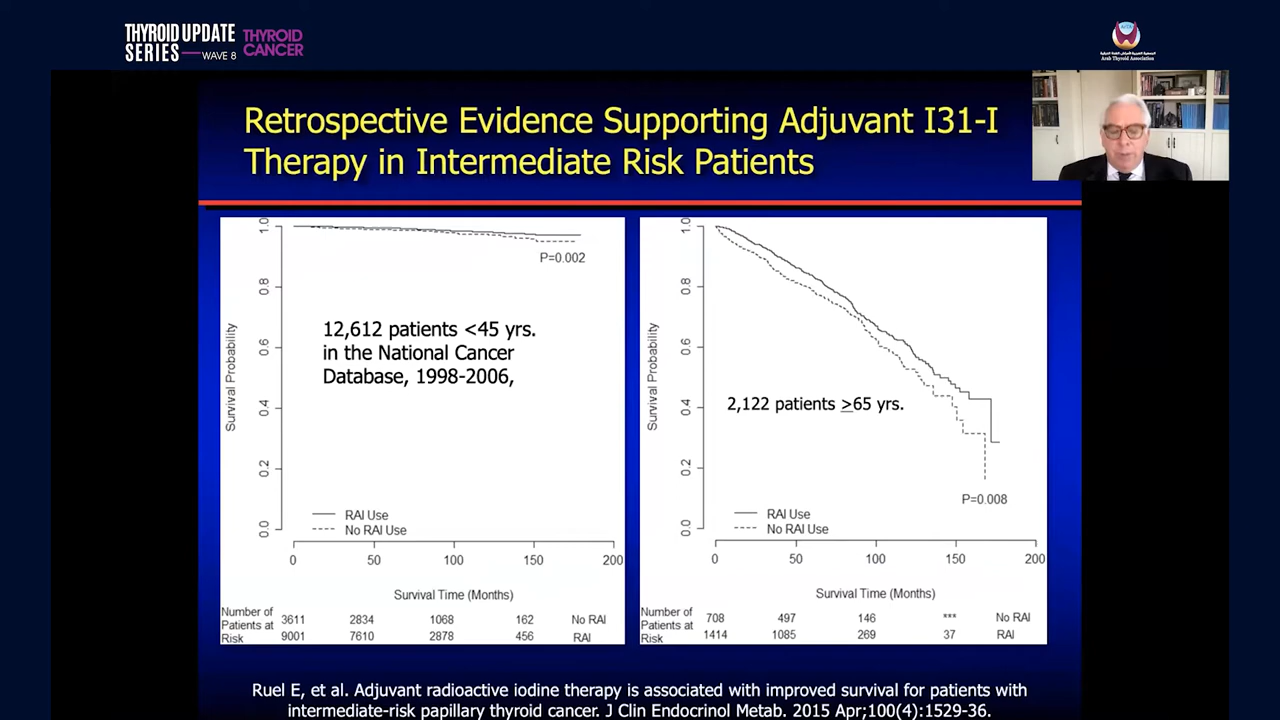 THYROID UPDATE
SERIES — WAVE 8
THYROID
CANCER
Arab Thyroid Association
Retrospective Evidence Supporting Adjuvant I31-I
Therapy in Intermediate Risk Patients
1.0
0.8
0.6
0.4
0.2
0.0
Survival Probability
P=0.002
12,612 patients <45 yrs.
in the National Cancer
Database, 1998-2006,
RAI Use
No RAI Use
0 50 100 150 200
Survival Time (Months)
Number of
Patients at
Risk
3611 2834 1068 162 No RAI
9001 7610 2878 456 RAI
1.0
0.8
0.6
0.4
0.2
0.0
Survival Probability
2,122 patients >65 yrs.
P=0.008
RAI Use
No RAI Use
0 50 100 150 200
Survival Time (Months)
Number of
Patients at
Risk
708 497 146 *** No RAI
1414 1085 269 37 RAI
Ruel E, et al. Adjuvant radioactive iodine therapy is associated with improved survival for patients with
intermediate-risk papillary thyroid cancer. J Clin Endocrinol Metab. 2015 Apr;100(4):1529-36.